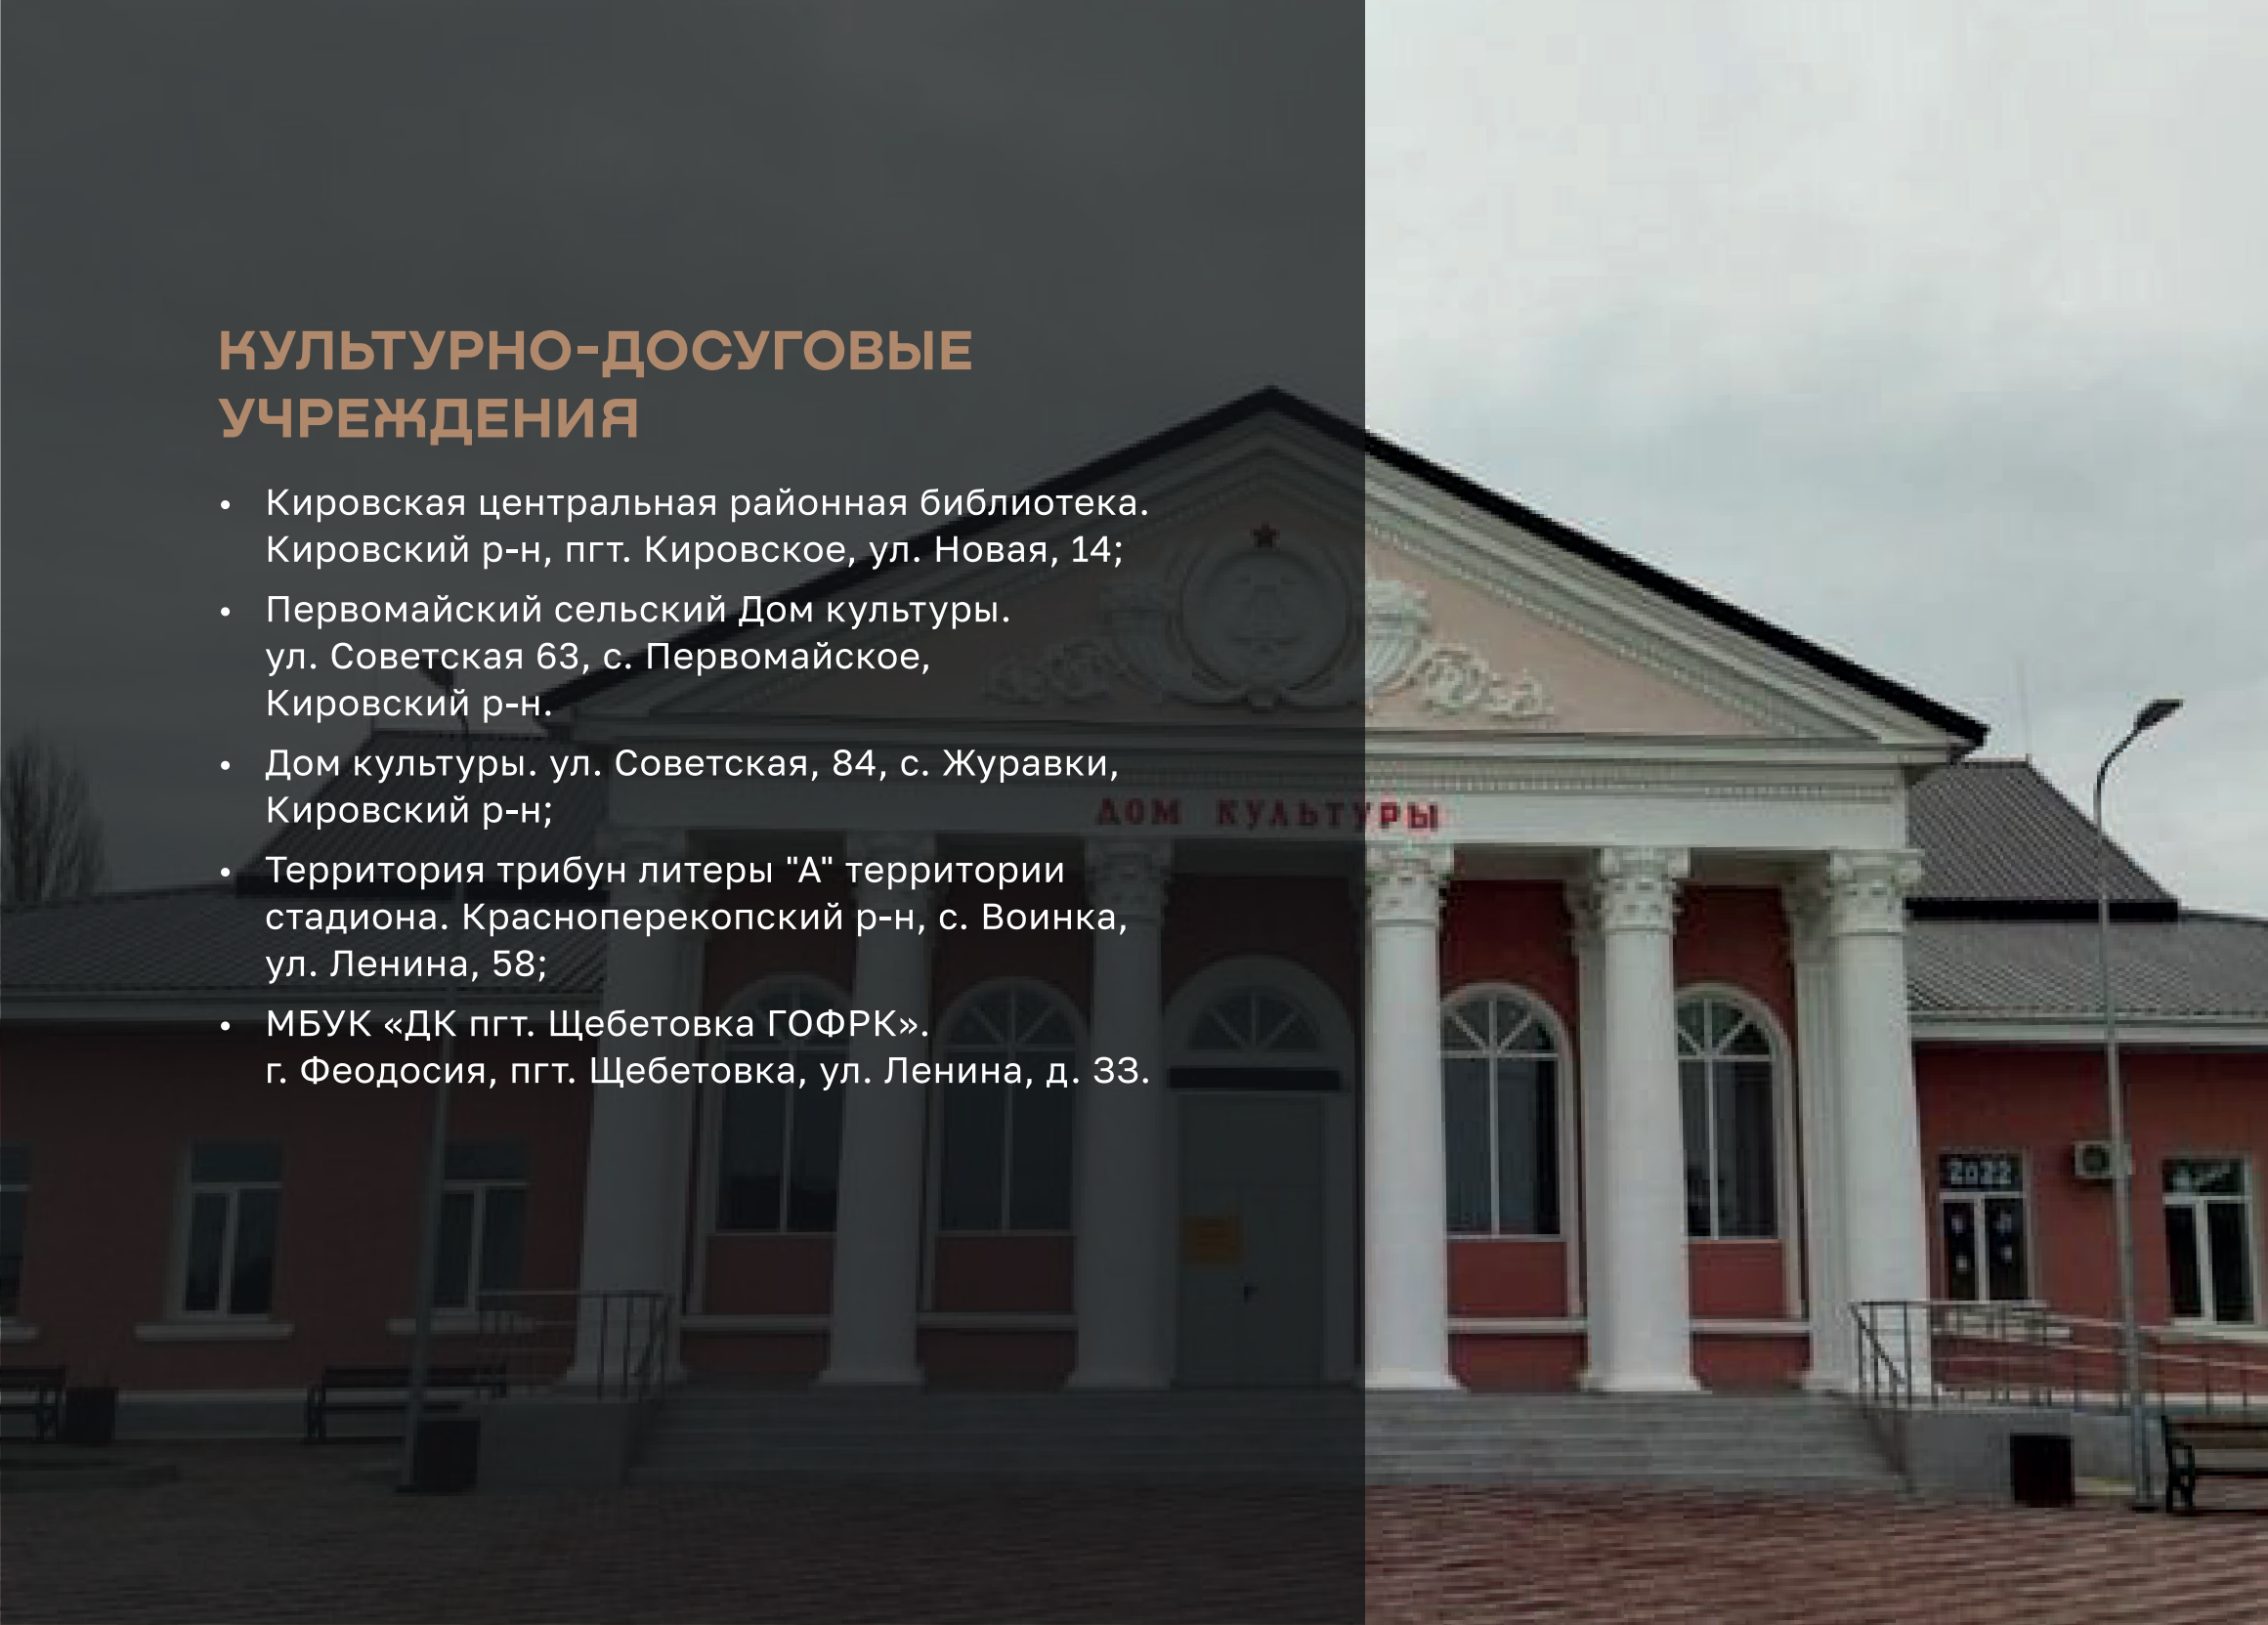 КУЛЬТУРНО-ДОСУГОВЫЕ
УЧРЕЖДЕНИЯ
• Кировская центральная районная библиотека.
Кировский р-н, пгт. Кировское, ул. Новая, 14;
• Первомайский сельский Дом культуры.
ул. Советская 63, с. Первомайское,
Кировский р-н.
• Дом культуры. ул. Советская, 84, с. Журавки,
Кировский р-н;
• Территория трибун литеры "А" территории
стадиона. Красноперекопский р-н, с. Воинка,
ул. Ленина, 58;
• МБУК «ДК пгт. Щебетовка ГОФРК».
г. Феодосия, пгт. Щебетовка, ул. Ленина, д. 33.
ДОМ КУЛЬТУРЫ
2022